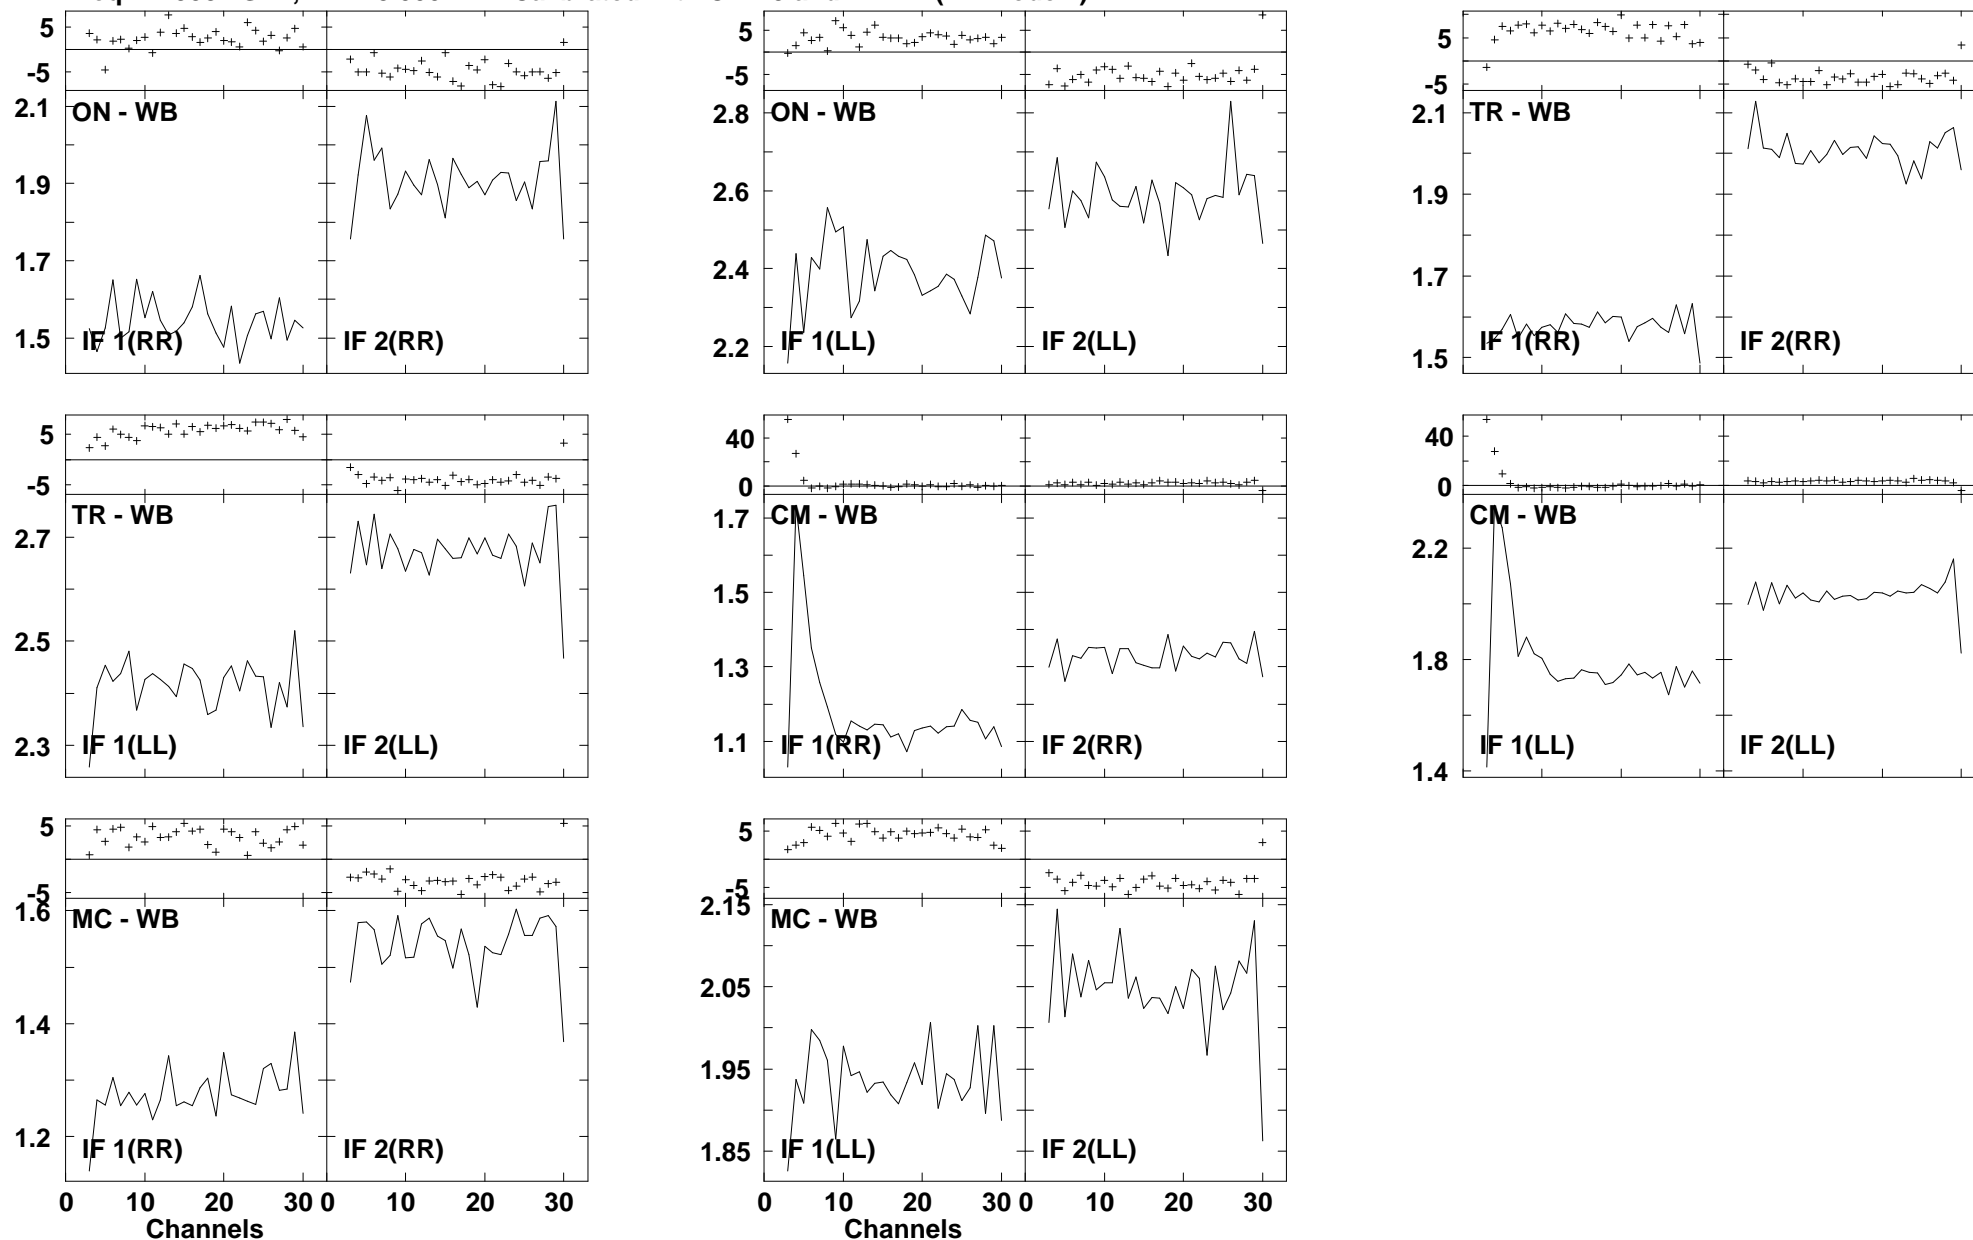 5
-5
2.1
ON - WB
1.9
1.7
1.5
IF 1(RR)
IF 2(RR)
5
-5
2.8
ON - WB
2.6
2.4
2.2
IF 1(LL)
IF 2(LL)
5
-5
2.1
TR - WB
1.9
1.7
1.5
IF 1(RR)
IF 2(RR)
5
-5
TR - WB
2.7
2.5
2.3
IF 1(LL)
IF 2(LL)
40
0
1.7
CM - WB
1.5
1.3
1.1
IF 1(RR)
IF 2(RR)
40
0
CM - WB
2.2
1.8
1.4
IF 1(LL)
IF 2(LL)
5
-5
1.6
MC - WB
1.4
1.2
IF 1(RR)
IF 2(RR)
0 10 20 30 0 10 20 30
Channels
5
-5
2.15
MC - WB
2.05
1.95
1.85
IF 1(LL)
IF 2(LL)
0 10 20 30 0 10 20 30
Channels